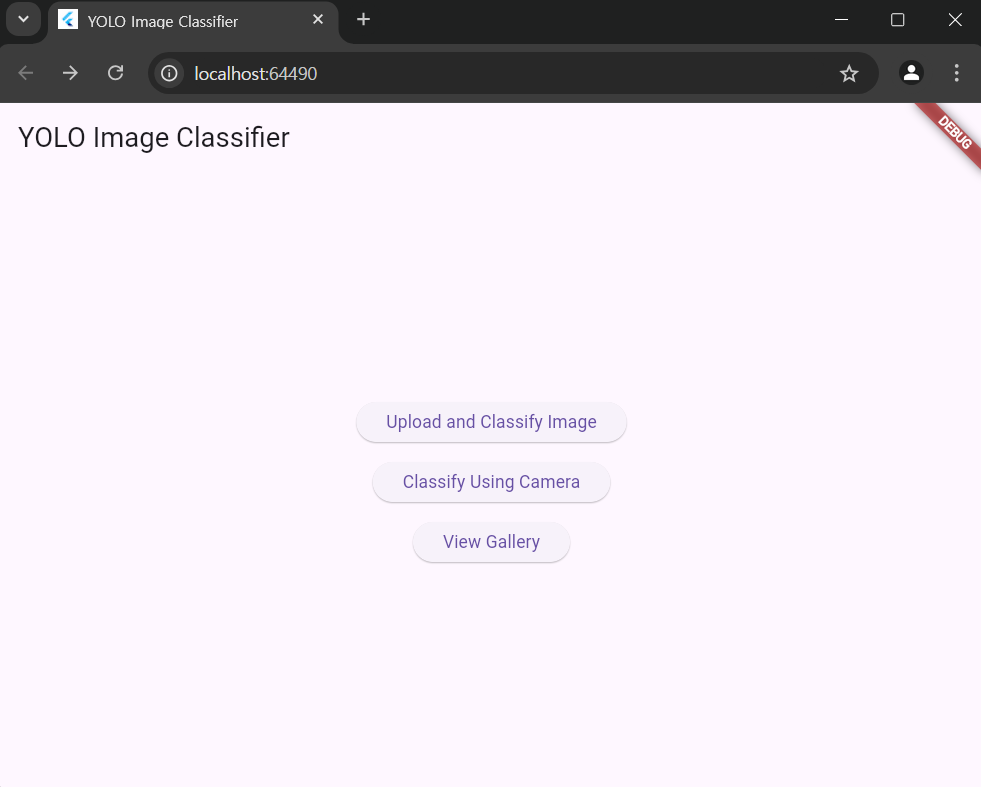 YOLO Image Classifier
localhost:64490
YOLO Image Classifier
DEBUG
Upload and Classify Image
Classify Using Camera
View Gallery